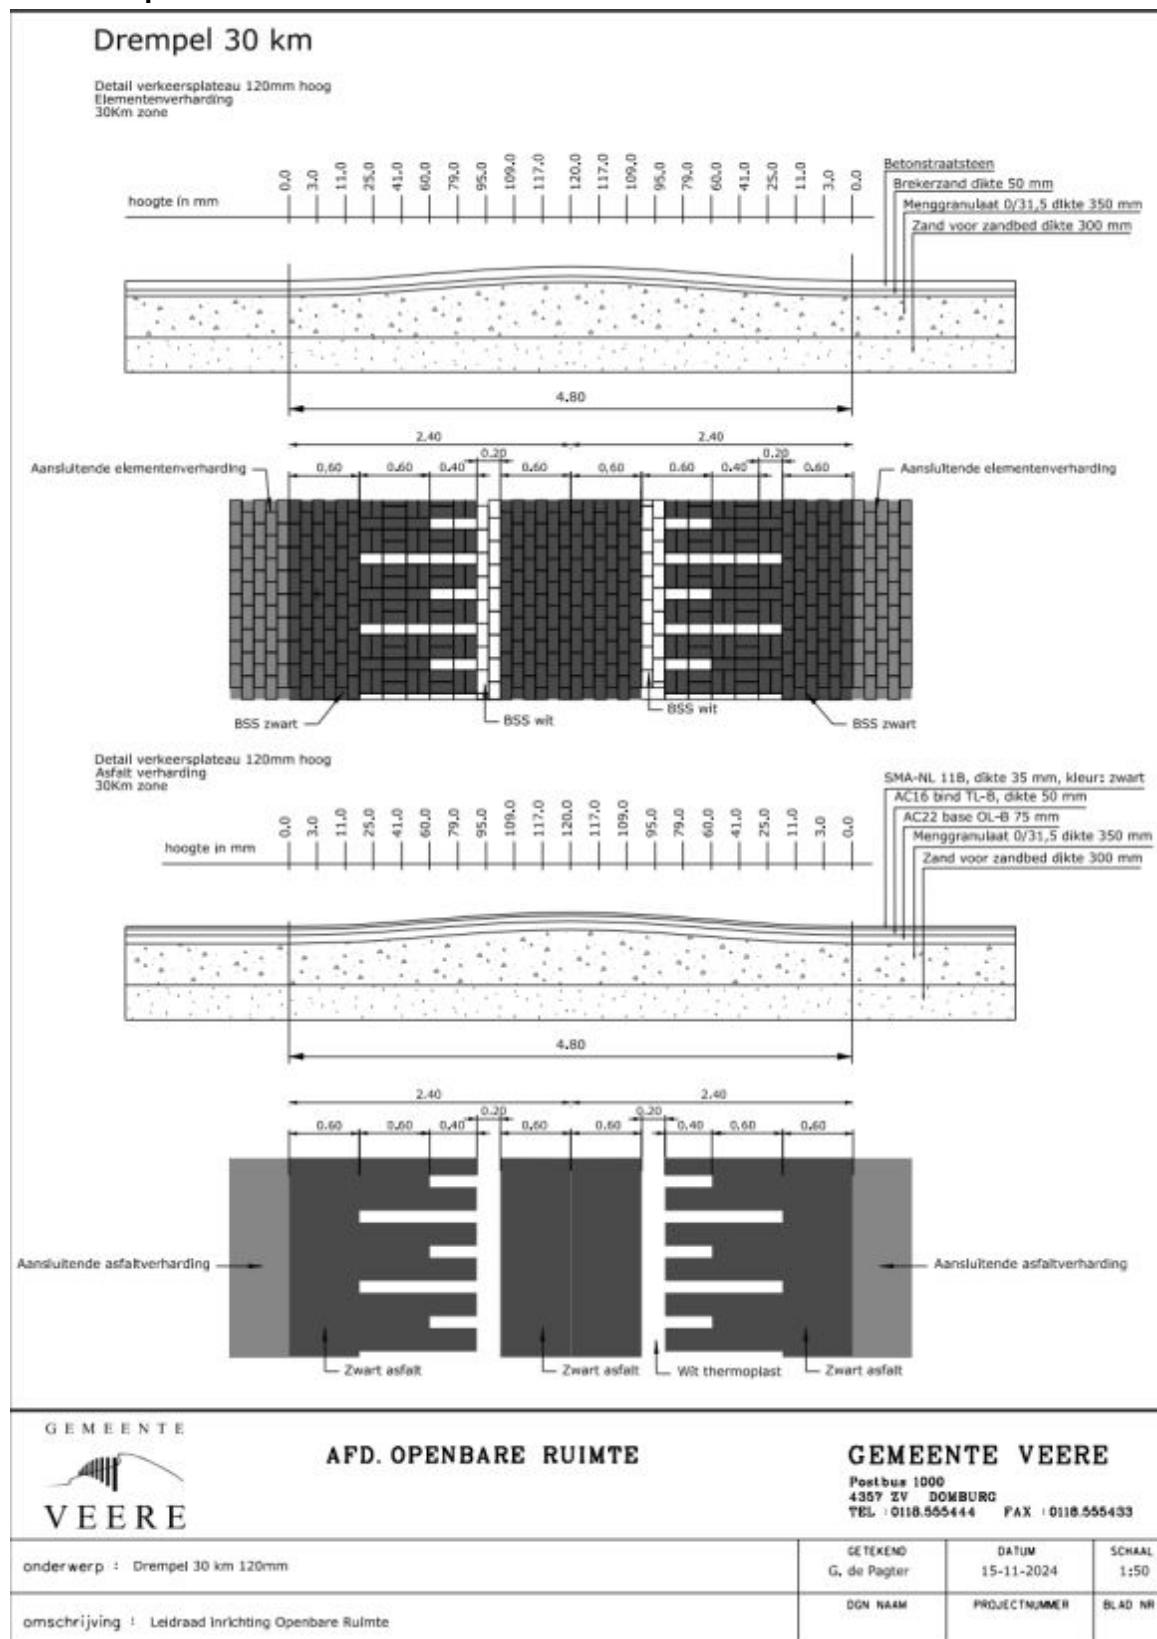 Drempel 30 km
Detail verkeersplateau 120mm hoog
Elementenverharding
30Km zone
hoogte in mm
0.0 3.0 11.0 25.0 41.0 60.0 79.0 95.0 109.0 117.0 120.0 117.0 109.0 95.0 79.0 60.0 41.0 25.0 11.0 3.0 0.0
Betonstraatsteen
Brekerzand dikte 50 mm
Menggranulaat 0/31,5 dikte 350 mm
Zand voor zandbed dikte 300 mm
4.80
2.40 2.40
0.20 0.20
0.60 0.60 0.40 0.60 0.60 0.60 0.40 0.60
Aansluitende elementenverharding
Aansluitende elementenverharding
BSS zwart
BSS wit
BSS wit
BSS zwart
Detail verkeersplateau 120mm hoog
Asfalt verharding
30Km zone
hoogte in mm
0.0 3.0 11.0 25.0 41.0 60.0 79.0 95.0 109.0 117.0 120.0 117.0 109.0 95.0 79.0 60.0 41.0 25.0 11.0 3.0 0.0
SMA-NL 11B, dikte 35 mm, kleur: zwart
AC16 bind TL-B, dikte 50 mm
AC22 base OL-B 75 mm
Menggranulaat 0/31,5 dikte 350 mm
Zand voor zandbed dikte 300 mm
4.80
2.40 2.40
0.20 0.20
0.60 0.60 0.40 0.60 0.60 0.40 0.60 0.60
Aansluitende asfaltverharding
Aansluitende asfaltverharding
Zwart asfalt
Zwart asfalt
Wit thermoplast
Zwart asfalt
GEMEENTE
VEERE
AFD. OPENBARE RUIMTE
GEMEENTE VEERE
Postbus 1000
4357 ZV DOMBURG
TEL : 0118.555444 FAX : 0118.555433
onderwerp : Drempel 30 km 120mm
GETEKEND
G. de Pagter
DATUM
15-11-2024
SCHAAL
1:50
omschrijving : Leidraad Inrichting Openbare Ruimte
DGN NAAM
PROJECTNUMMER
BLAD NR